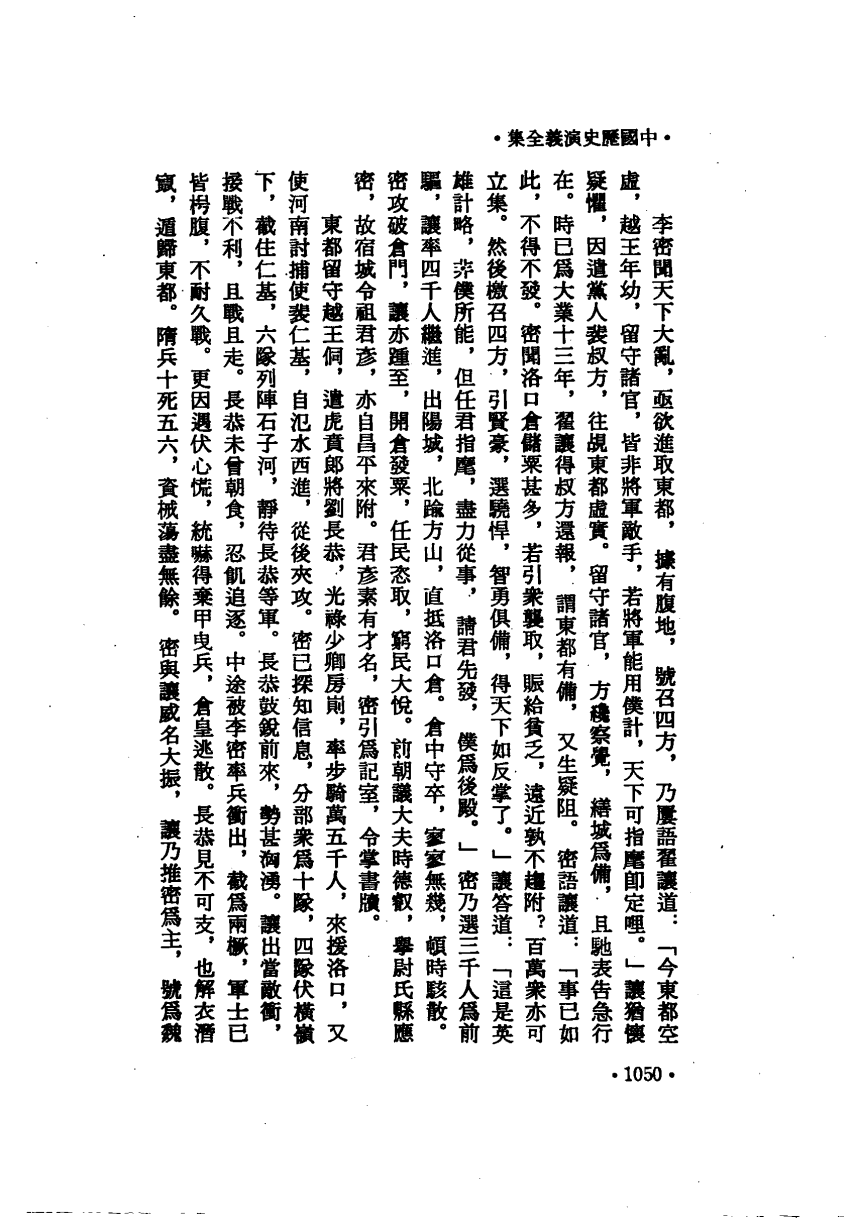 •中國歷史演義全集•
李密聞天下大亂，亟欲進取東都，據有腹地，號召四方，乃屢語翟讓道：「今東都空
虛，越王年幼，留守諸官，皆非將軍敵手，若將軍能用僕計，天下可指麾卽定哩。」讓猶懷
疑懼，因遣黨人裴叔方，往覘東都虛實。留守諸官，方纔察覺，繕城爲備，且馳表告急行
在。時已爲大業十三年，翟讓得叔方還報，謂東都有備，又生疑阻。密語讓道：「事已如
此，不得不發。密聞洛口倉儲粟甚多，若引衆襲取，賑給貧乏，遠近孰不趨附？百萬衆亦可
立集。然後檄召四方，引賢豪，選驍悍，智勇俱備，得天下如反掌了。」讓答道：「這是英
雄計略，非僕所能，但任君指麾，盡力從事，請君先發，僕爲後殿。」密乃選三千人爲前
驅，讓率四千人繼進，出陽城，北踰方山，直抵洛口倉。倉中守卒，寥寥無幾，頓時駭散。
密攻破倉門，讓亦踵至，開倉發粟，任民恣取，窮民大悅。前朝議大夫時德叡，舉尉氏縣應
密，故宿城令祖君彥，亦自昌平來附。君彥素有才名，密引爲記室，令掌書牘。
東都留守越王侗，遣虎賁郎將劉長恭，光祿少卿房崱，率步騎萬五千人，來援洛口，又
使河南討捕使裴仁基，自汜水西進，從後夾攻。密已探知信息，分部衆爲十隊，四隊伏橫嶺
下，截住仁基，六隊列陣石子河，靜待長恭等軍。長恭鼓銳前來，勢甚洶湧。讓出當敵衝，
接戰不利，且戰且走。長恭未曾朝食，忍飢追逐。中途被李密率兵衝出，截爲兩橛，軍士已
皆枵腹，不耐久戰。更因遇伏心慌，統嚇得棄甲曳兵，倉皇逃散。長恭見不可支，也解衣潛
竄，遁歸東都。隋兵十死五六，資械蕩盡無餘。密與讓威名大振，讓乃推密爲主，號爲魏
•1050•